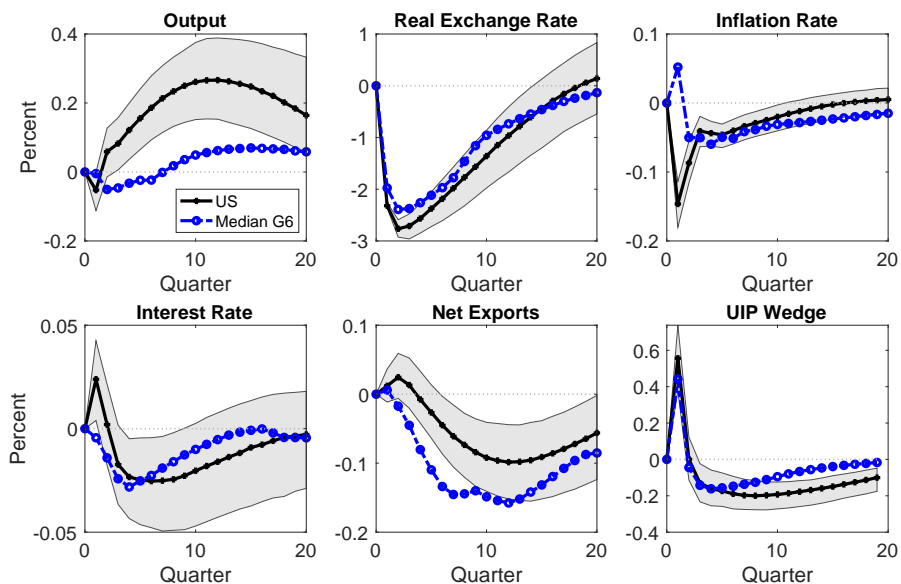 Output
Real Exchange Rate
Inflation Rate
Percent
0.4
0.2
0
-0.2
0 10 20
Quarter
US
Median G6
1
0
-1
-2
-3
0 10 20
Quarter
0.1
0
-0.1
-0.2
0 10 20
Quarter
Interest Rate
Net Exports
UIP Wedge
Percent
0.05
0
-0.05
0 10 20
Quarter
0.1
0
-0.1
-0.2
0 10 20
Quarter
0.6
0.4
0.2
0
-0.2
-0.4
0 10 20
Quarter